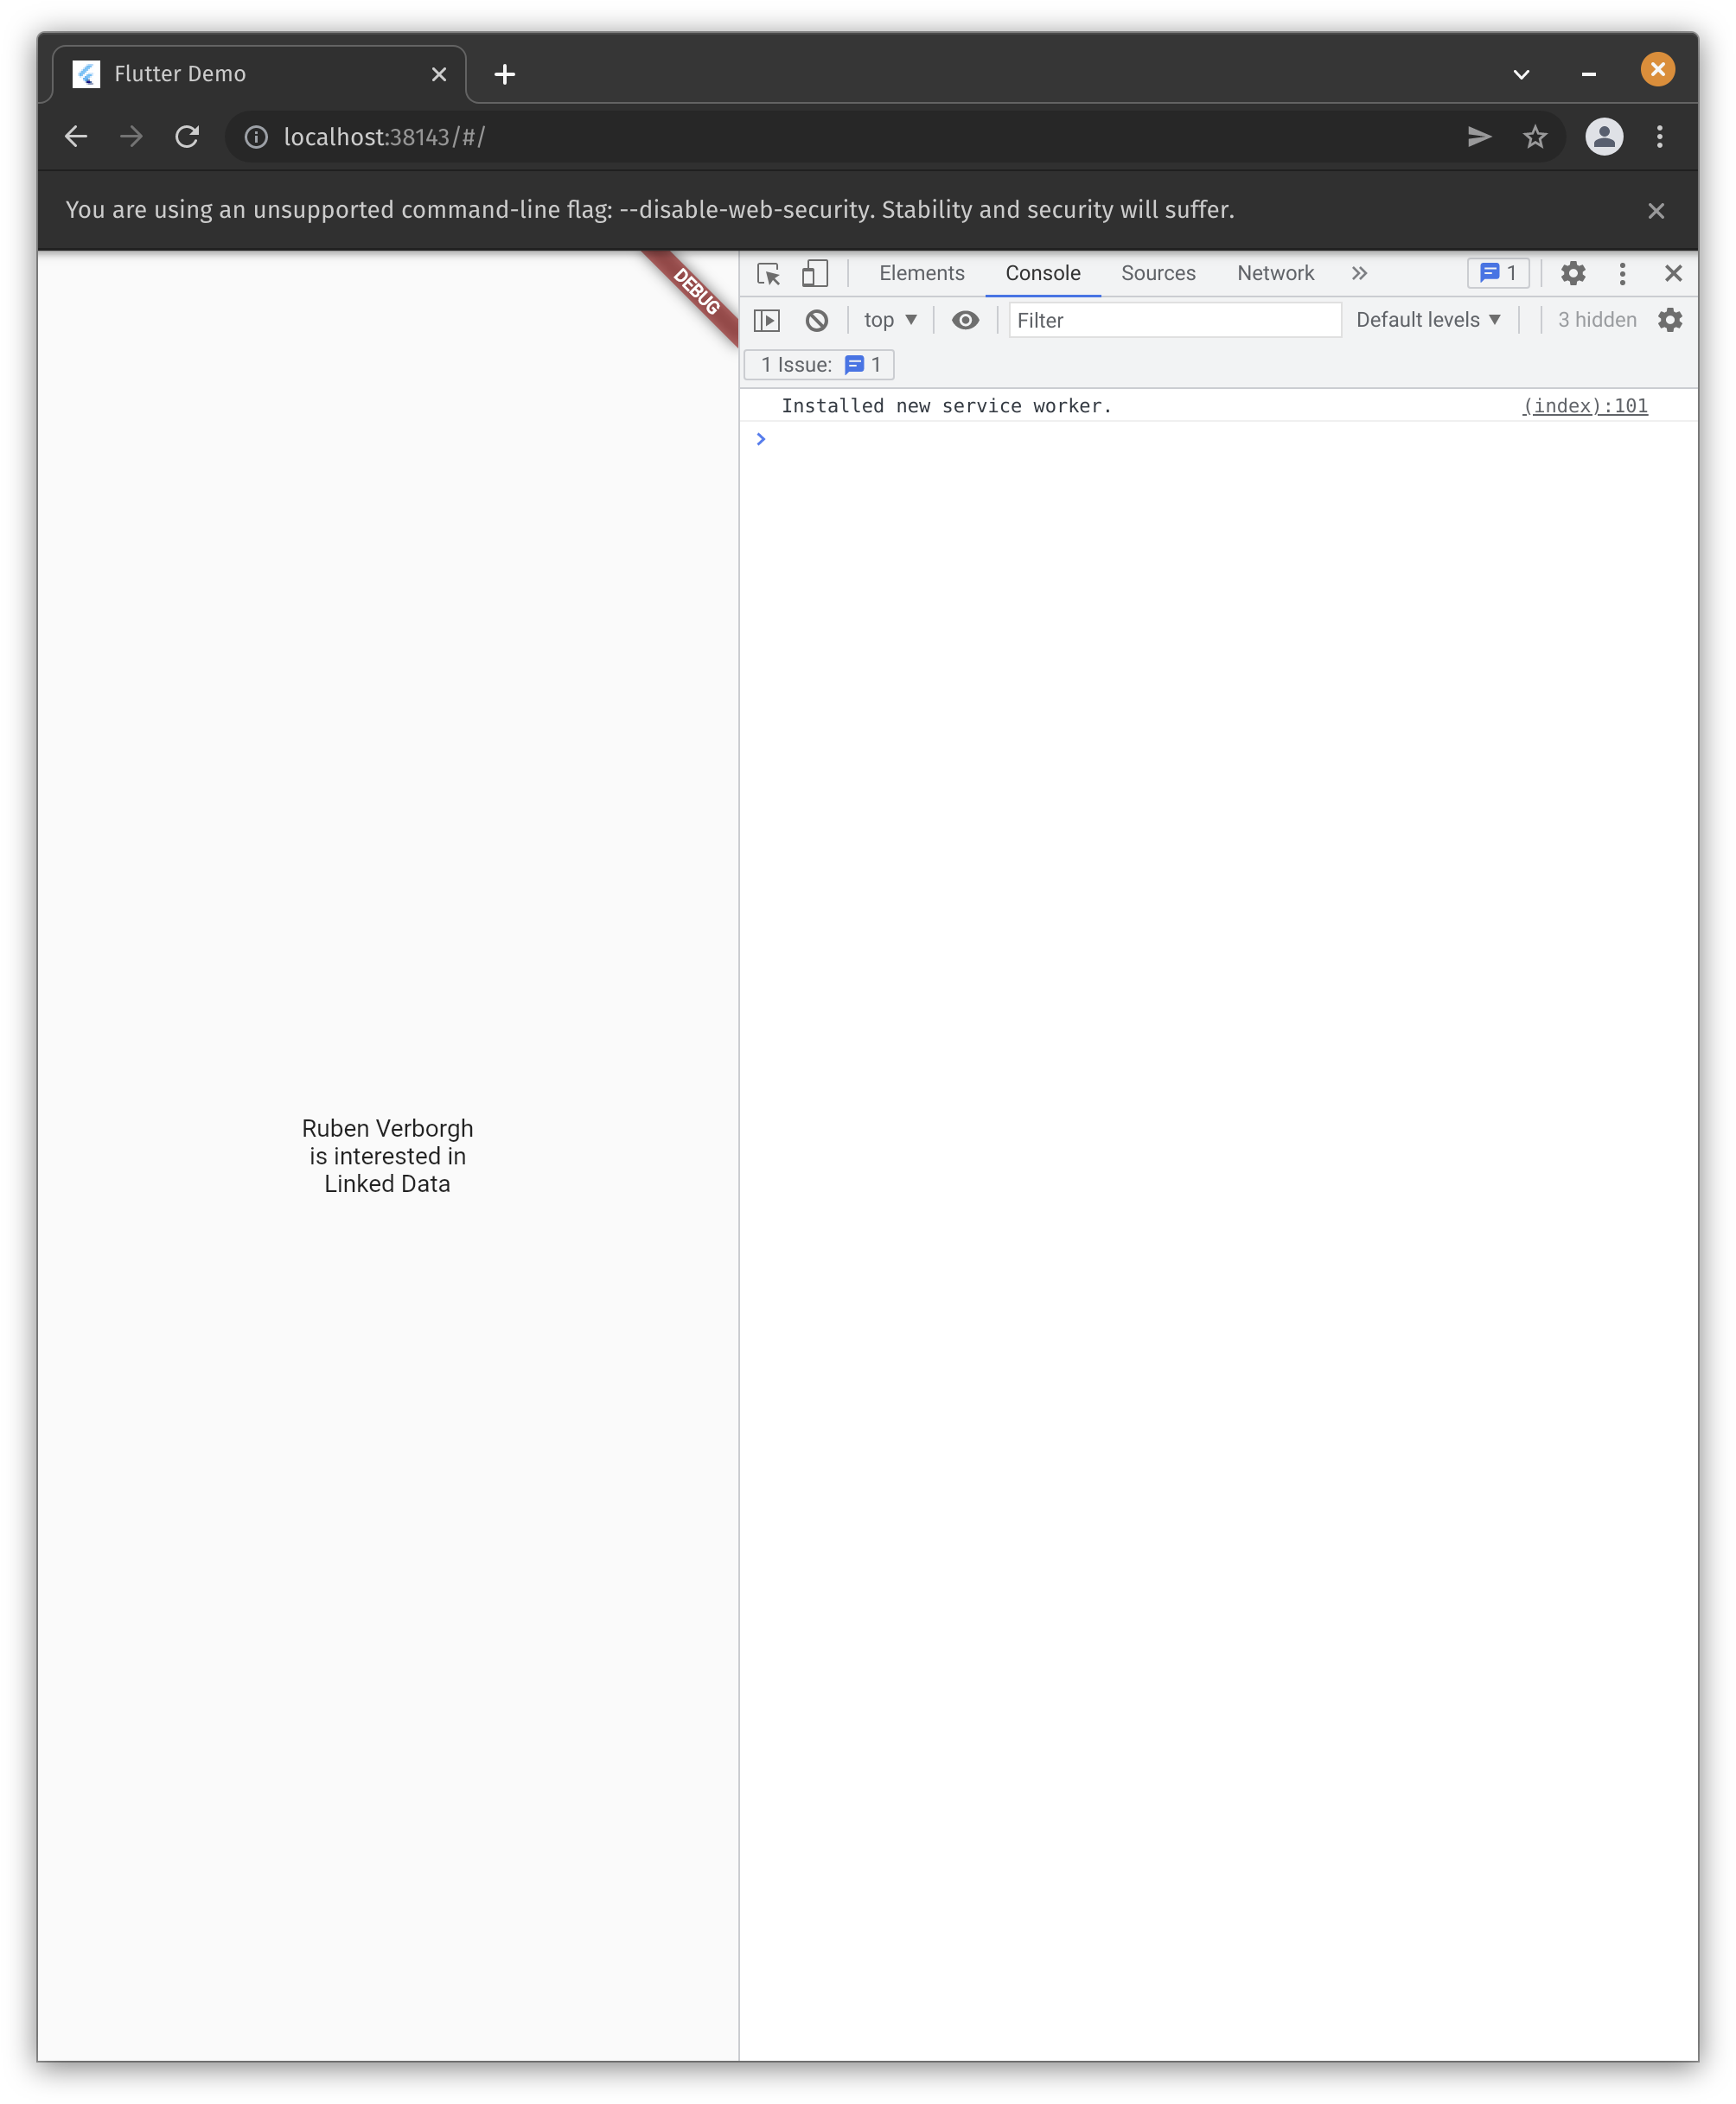 Flutter Demo
localhost:38143/#/
You are using an unsupported command-line flag: --disable-web-security. Stability and security will suffer.
DEBUG
Elements Console Sources Network 1
top Filter Default levels 3 hidden
1 Issue: 1
Installed new service worker. (index):101
Ruben Verborgh
is interested in
Linked Data